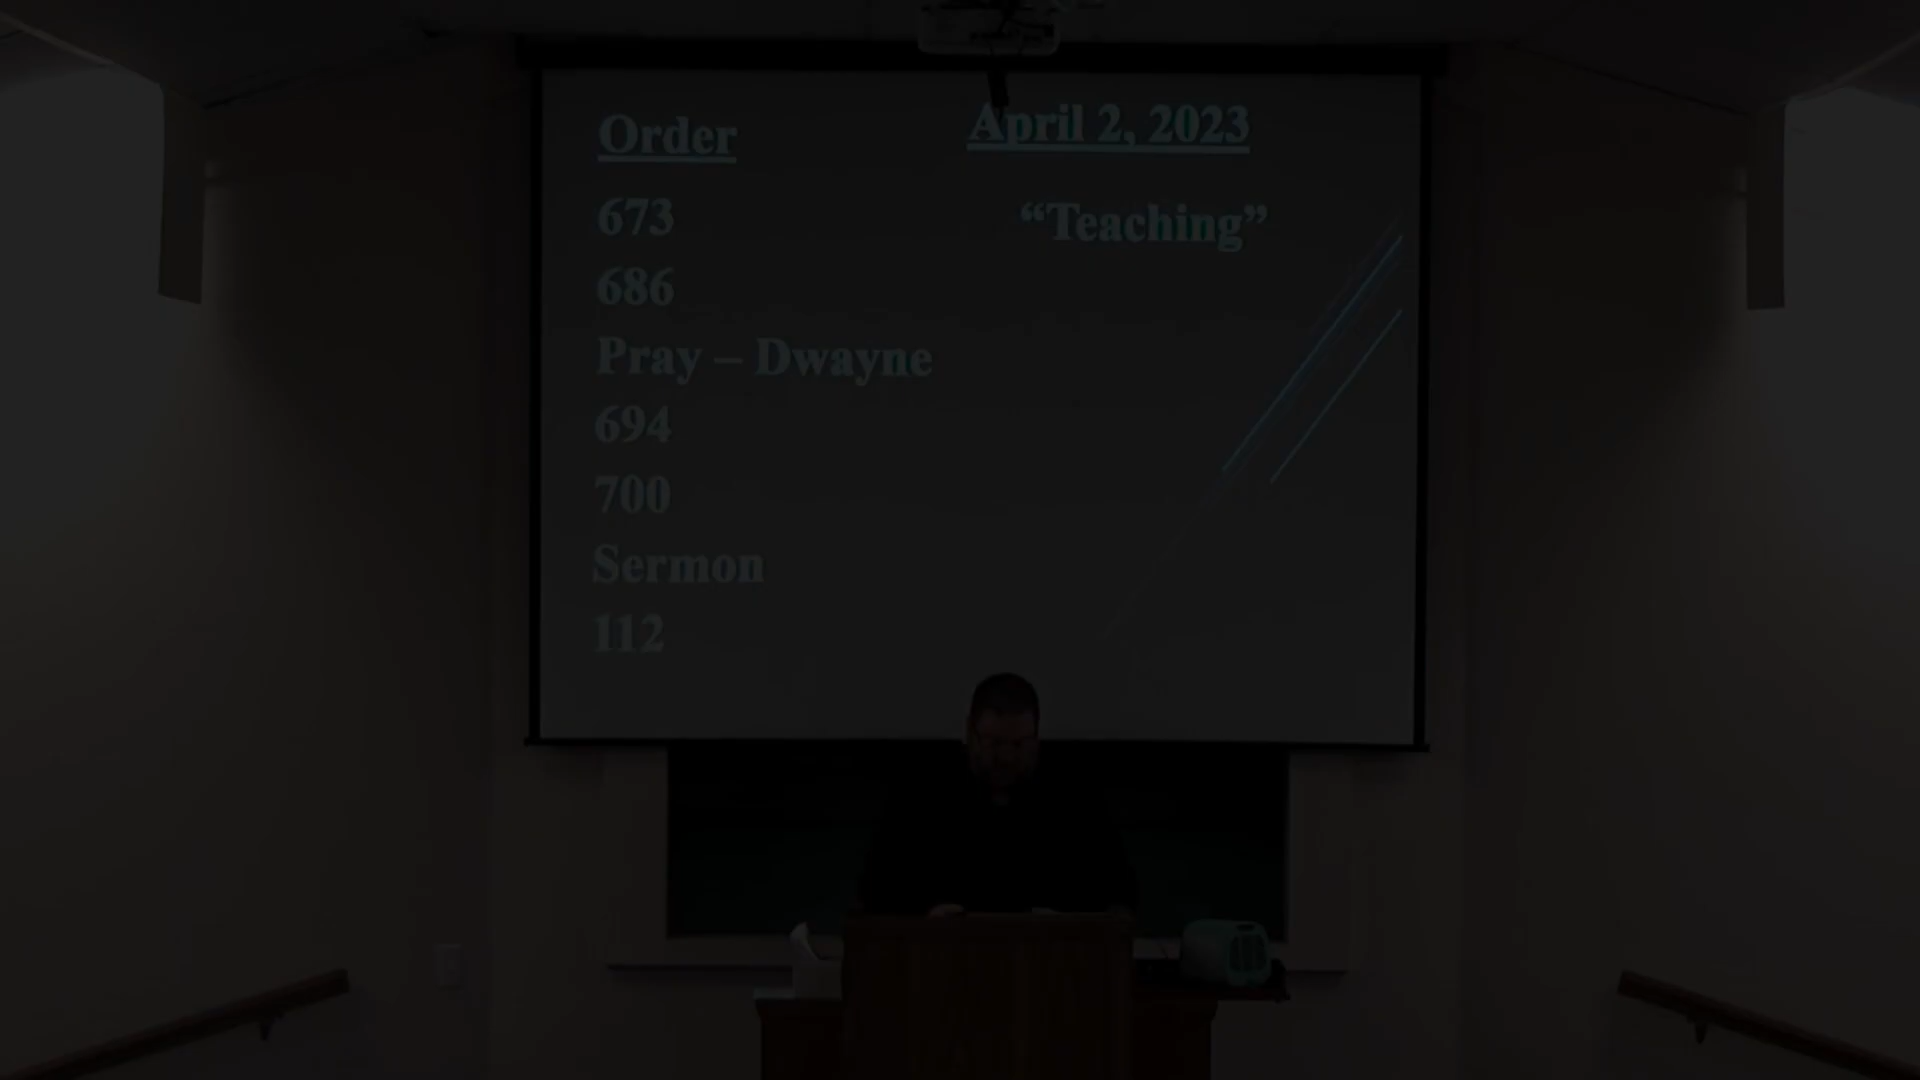 Order
April 2, 2023
673
“Teaching”
686
Pray – Dwayne
694
700
Sermon
112